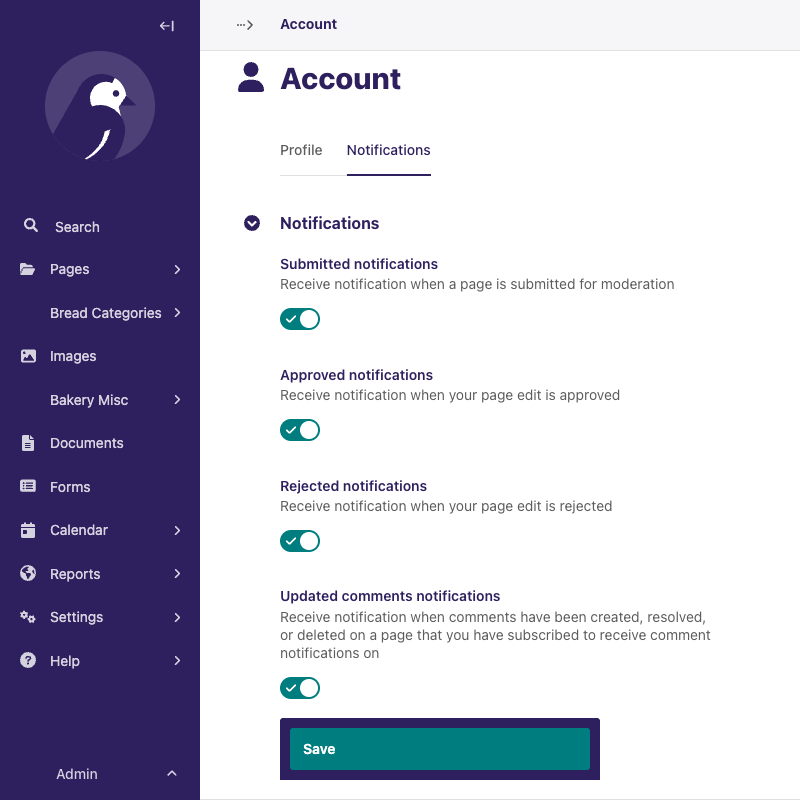 Account
Account
Profile
Notifications
Notifications
Submitted notifications
Receive notification when a page is submitted for moderation
Approved notifications
Receive notification when your page edit is approved
Rejected notifications
Receive notification when your page edit is rejected
Updated comments notifications
Receive notification when comments have been created, resolved,
or deleted on a page that you have subscribed to receive comment
notifications on
Save
Search
Pages
Bread Categories
Images
Bakery Misc
Documents
Forms
Calendar
Reports
Settings
Help
Admin